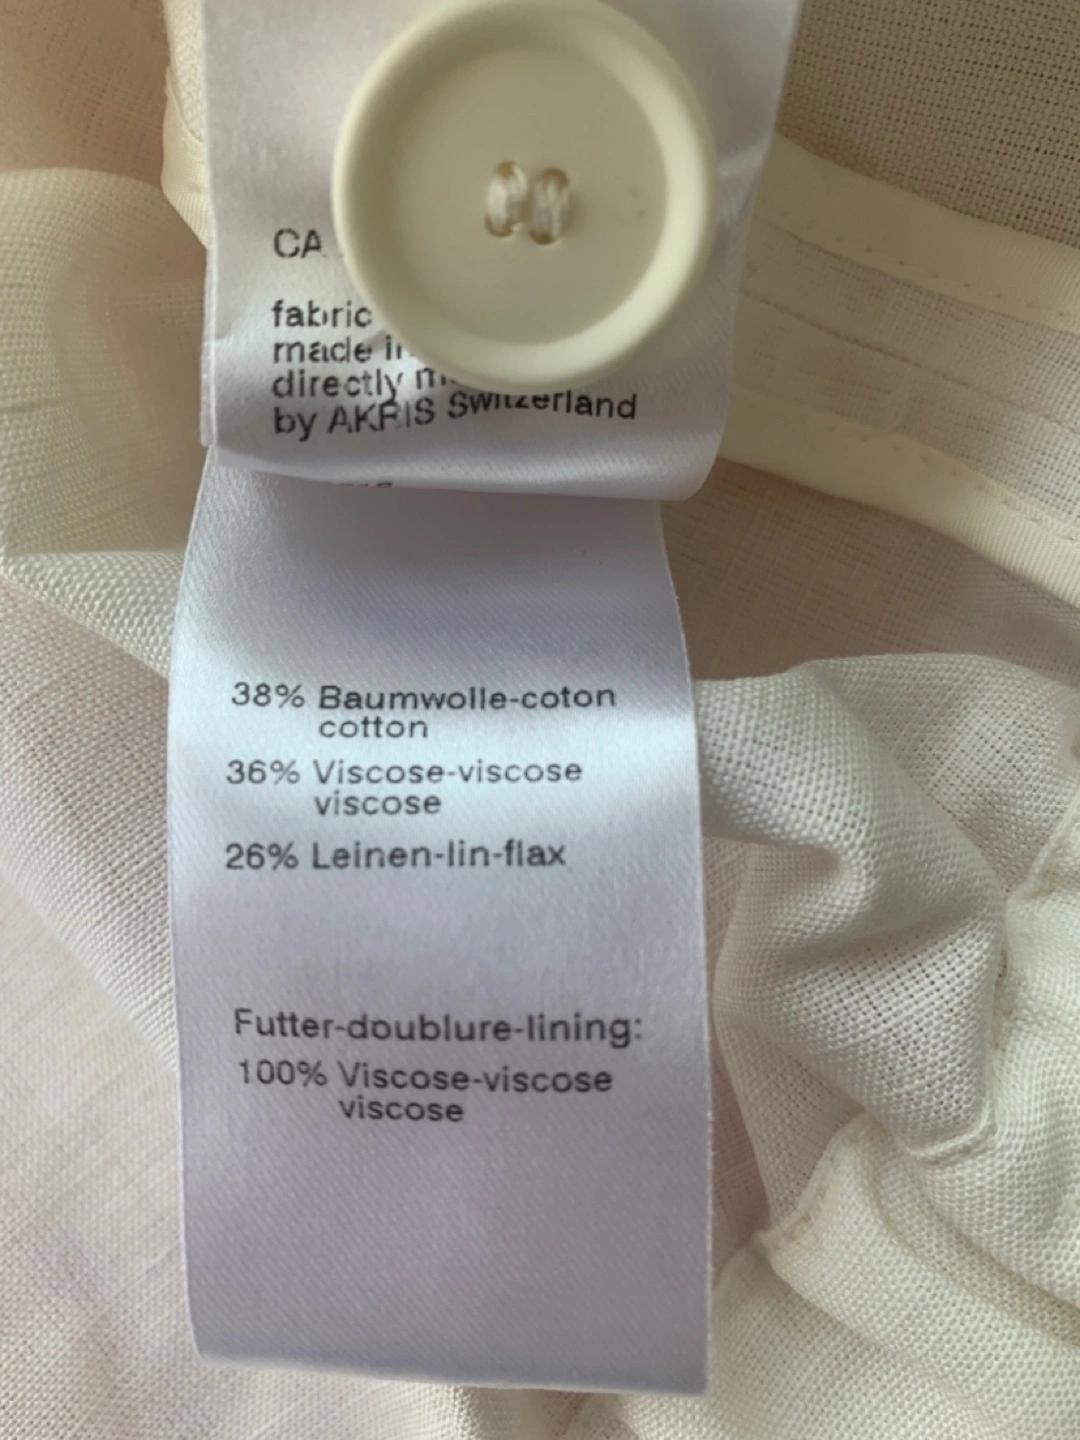 CA
fabric
made
directly
by AKRIS Switzerland
38% Baumwolle-coton
cotton
36% Viscose-viscose
viscose
26% Leinen-lin-flax
Futter-doublure-lining:
100% Viscose-viscose
viscose